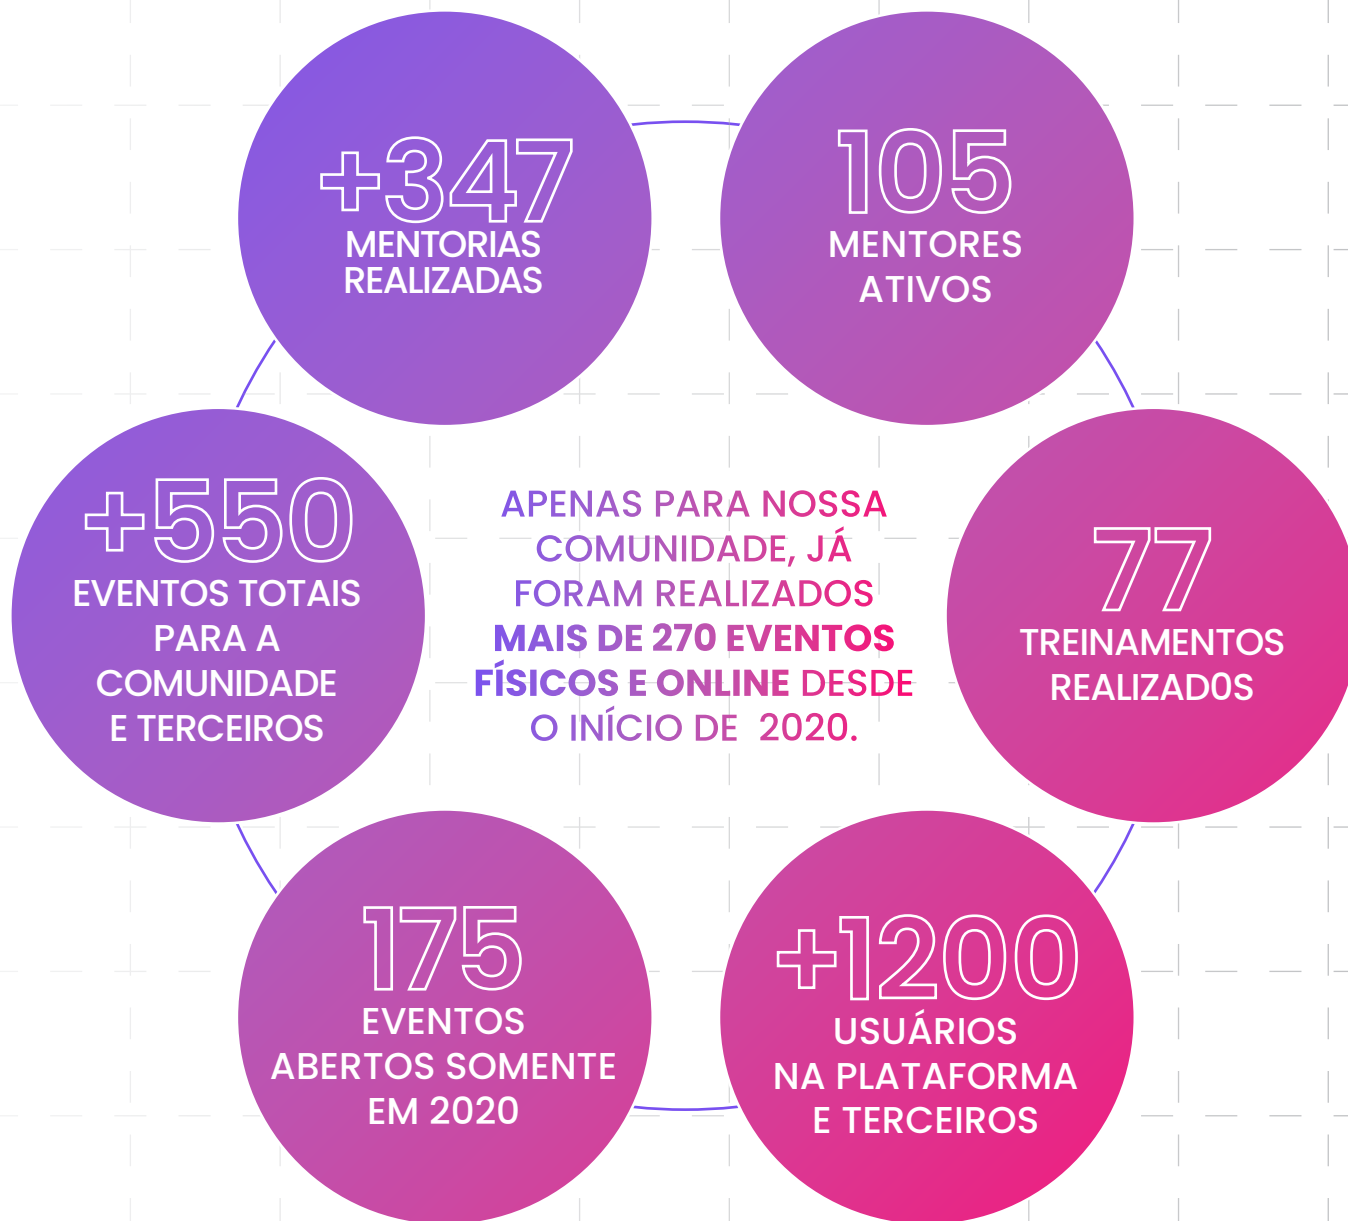 +347
MENTORIAS
REALIZADAS
105
MENTORES
ATIVOS
+550
EVENTOS TOTAIS
PARA A
COMUNIDADE
E TERCEIROS
APENAS PARA NOSSA
COMUNIDADE, JÁ
FORAM REALIZADOS
MAIS DE 270 EVENTOS
FÍSICOS E ONLINE DESDE
O INÍCIO DE 2020.
77
TREINAMENTOS
REALIZAD0S
175
EVENTOS
ABERTOS SOMENTE
EM 2020
+1200
USUÁRIOS
NA PLATAFORMA
E TERCEIROS